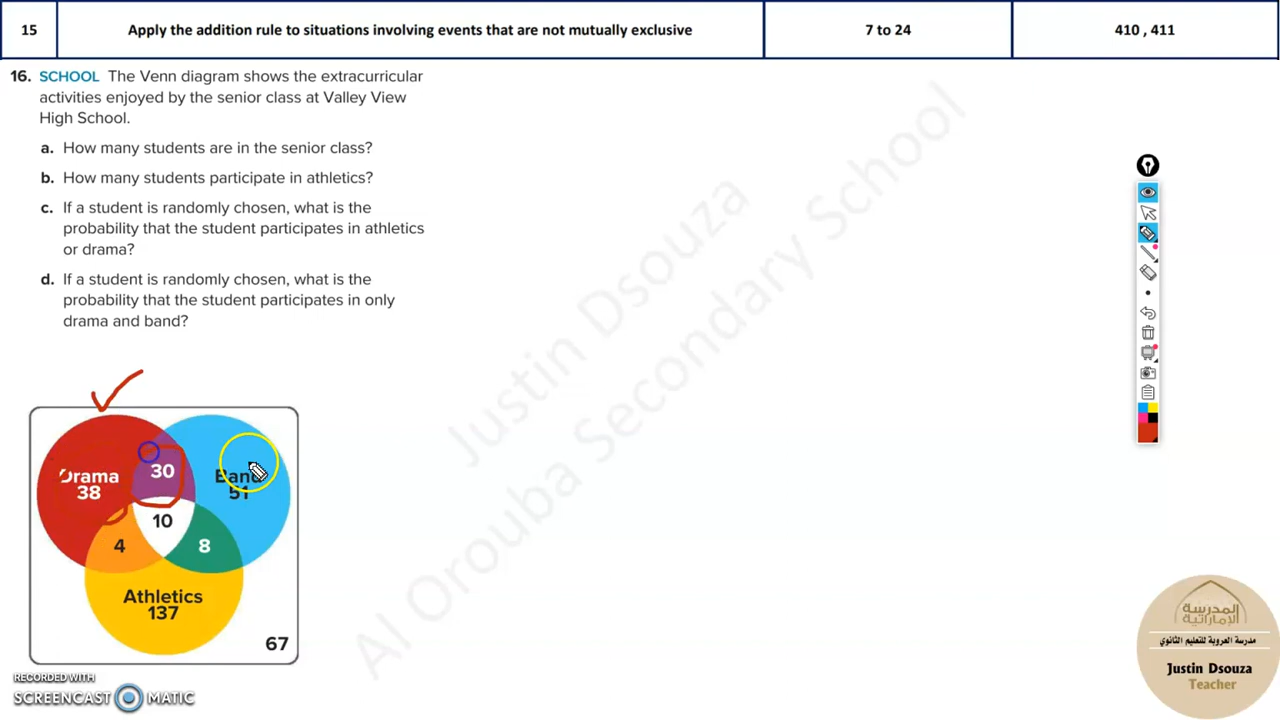 15 Apply the addition rule to situations involving events that are not mutually exclusive 7 to 24 410 , 411
16. SCHOOL The Venn diagram shows the extracurricular
activities enjoyed by the senior class at Valley View
High School.
a. How many students are in the senior class?
b. How many students participate in athletics?
c. If a student is randomly chosen, what is the
probability that the student participates in athletics
or drama?
d. If a student is randomly chosen, what is the
probability that the student participates in only
drama and band?
Drama
38
30
Band
51
10
4
8
Athletics
137
67
Justin Dsouza
Al Orouba Secondary School
RECORDED WITH
SCREENCAST MATIC
المدرسة
الإماراتية
مدرسة العروبة للتعليم الثانوي
Justin Dsouza
Teacher